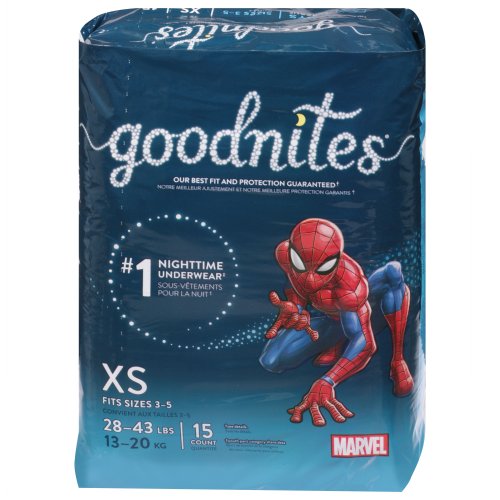 goodnites®
OUR BEST FIT AND PROTECTION GUARANTEED†
NOTRE MEILLEUR AJUSTEMENT ET NOTRE MEILLEURE PROTECTION GARANTIS †
#1 NIGHTTIME
UNDERWEAR‡
SOUS-VÊTEMENTS
POUR LA NUIT‡
XS
FITS SIZES 3-5
CONVIENT AUX TAILLES 3-5
28-43 LBS
13-20 KG
15
COUNT
QUANTITÉ
MARVEL